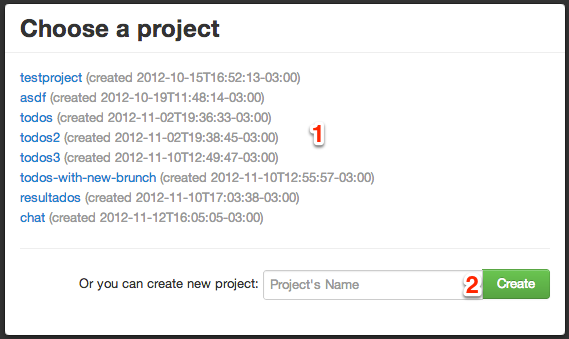 Choose a project
testproject (created 2012-10-15T16:52:13-03:00)
asdf (created 2012-10-19T11:48:14-03:00)
todos (created 2012-11-02T19:36:33-03:00)
todos2 (created 2012-11-02T19:38:45-03:00)
1
todos3 (created 2012-11-10T12:49:47-03:00)
todos-with-new-brunch (created 2012-11-10T12:55:57-03:00)
resultados (created 2012-11-10T17:03:38-03:00)
chat (created 2012-11-12T16:05:05-03:00)
Or you can create new project: Project's Name 2 Create